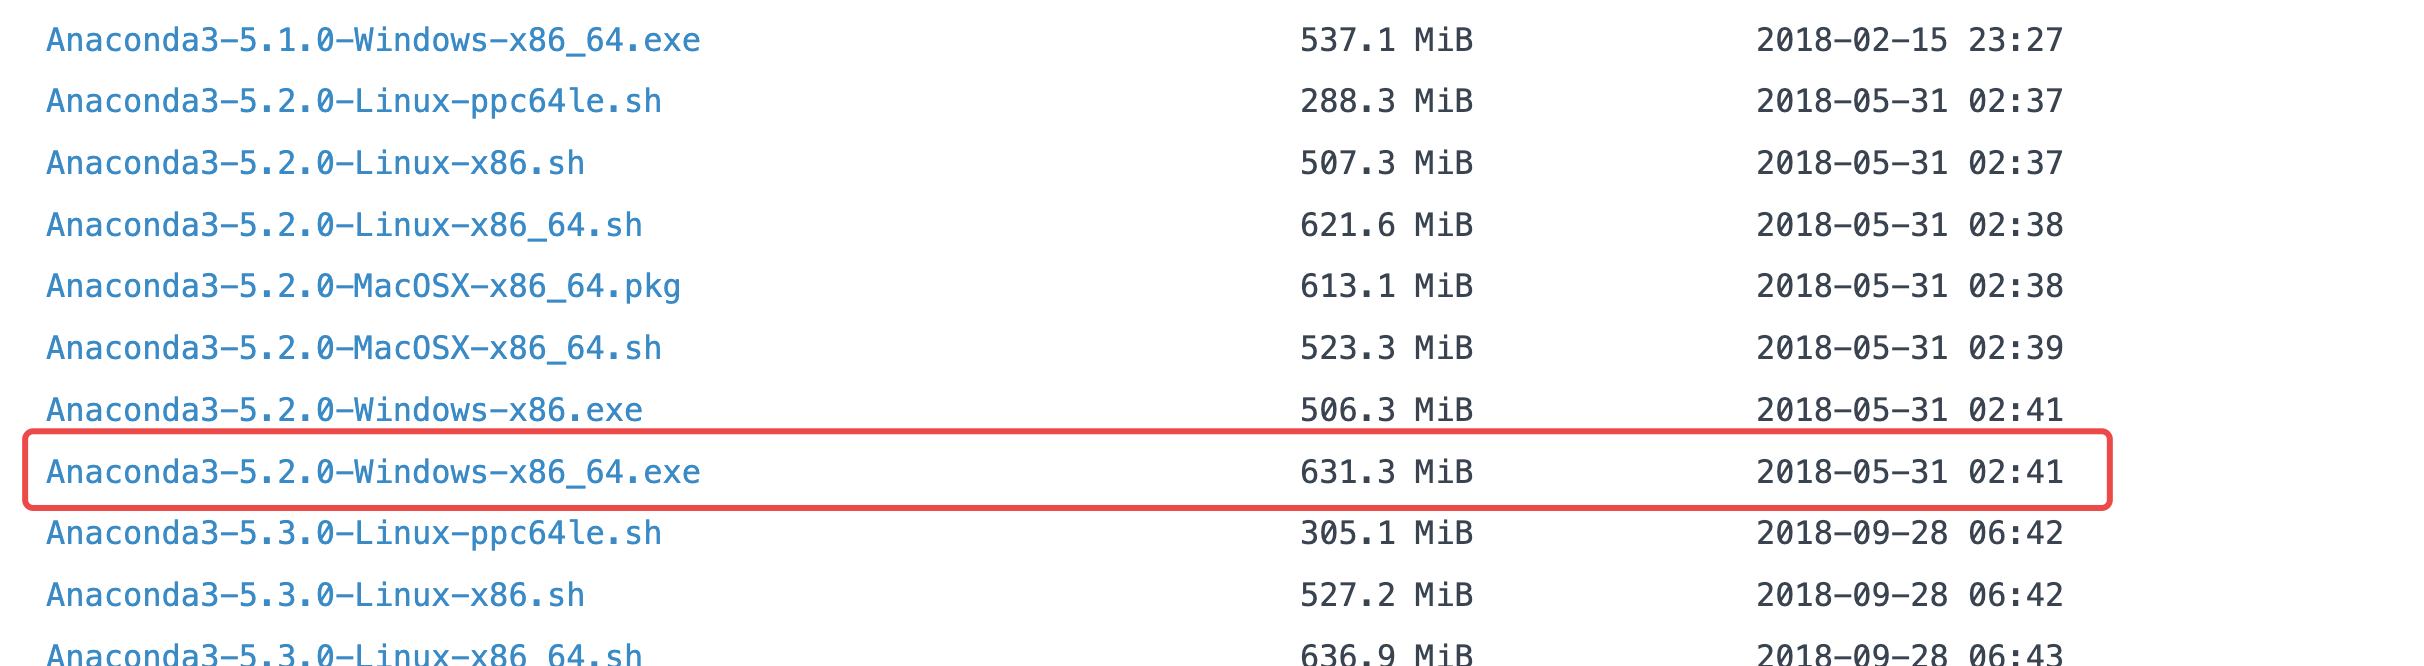 Anaconda3-5.1.0-Windows-x86_64.exe 537.1 MiB 2018-02-15 23:27
Anaconda3-5.2.0-Linux-ppc64le.sh 288.3 MiB 2018-05-31 02:37
Anaconda3-5.2.0-Linux-x86.sh 507.3 MiB 2018-05-31 02:37
Anaconda3-5.2.0-Linux-x86_64.sh 621.6 MiB 2018-05-31 02:38
Anaconda3-5.2.0-MacOSX-x86_64.pkg 613.1 MiB 2018-05-31 02:38
Anaconda3-5.2.0-MacOSX-x86_64.sh 523.3 MiB 2018-05-31 02:39
Anaconda3-5.2.0-Windows-x86.exe 506.3 MiB 2018-05-31 02:41
Anaconda3-5.2.0-Windows-x86_64.exe 631.3 MiB 2018-05-31 02:41
Anaconda3-5.3.0-Linux-ppc64le.sh 305.1 MiB 2018-09-28 06:42
Anaconda3-5.3.0-Linux-x86.sh 527.2 MiB 2018-09-28 06:42
Anaconda3-5.3.0-Linux-x86_64.sh 636.9 MiB 2018-09-28 06:43